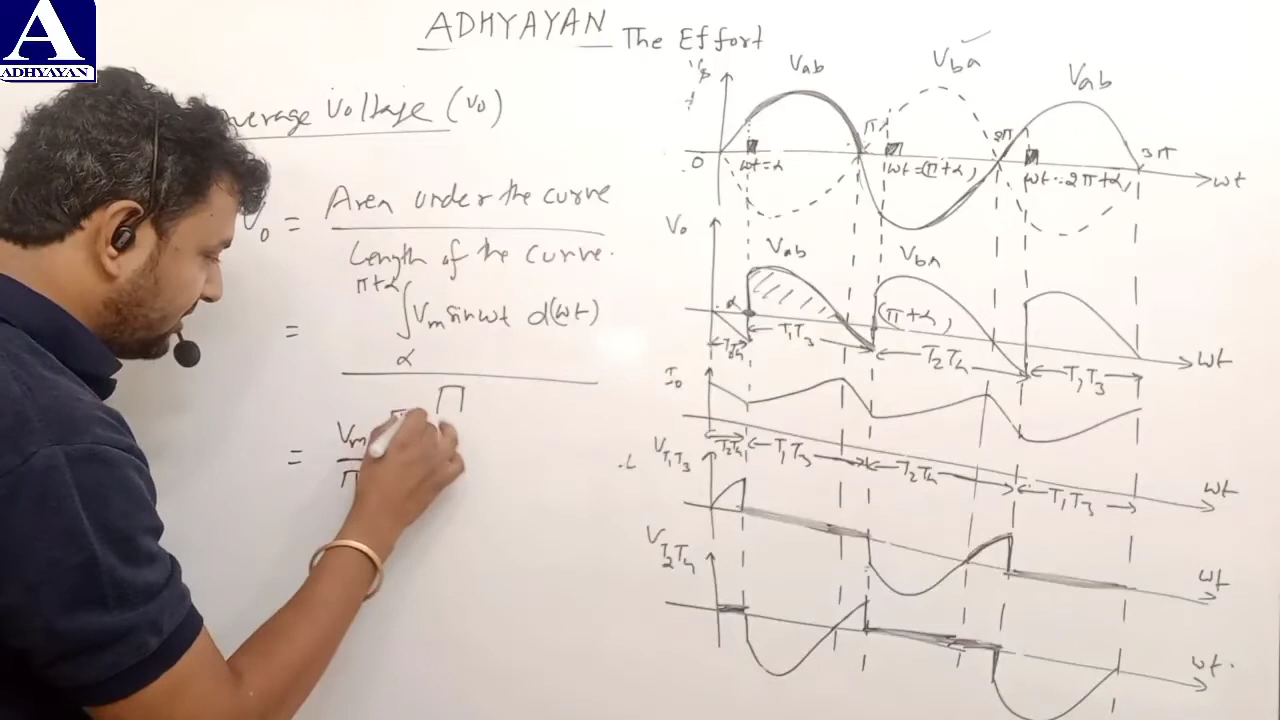 ADHYAYAN
ADHYAYAN The Effort
verage Voltage (V0)
V0 = Area under the curve
Length of the curve.
= π+α ∫ α Vm sinωt d(ωt)
π
= Vm
π
Vab
Vba
Vab
0
π
2π
3π
ωt=α
ωt=(π+α)
ωt=2π+α
ωt
V0
Vab
Vba
α
(π+α)
T1T3
T2T4
T1T3
ωt
I0
T2T4
T1T3
T2T4
T1T3
ωt
VT1T3
ωt
VT2T4
ωt.